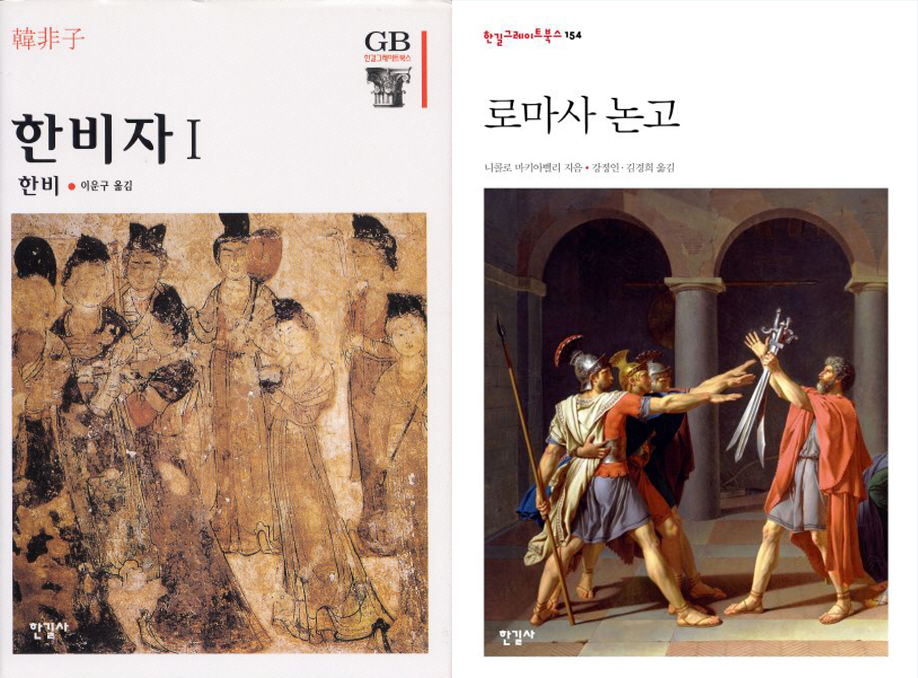 韓非子
GB
한길그레이트북스
한비자 I
한비 • 이운구 옮김
한길사
한길그레이트북스 154
로마사 논고
니콜로 마키아벨리 지음 • 강정인 · 김경희 옮김
한길사